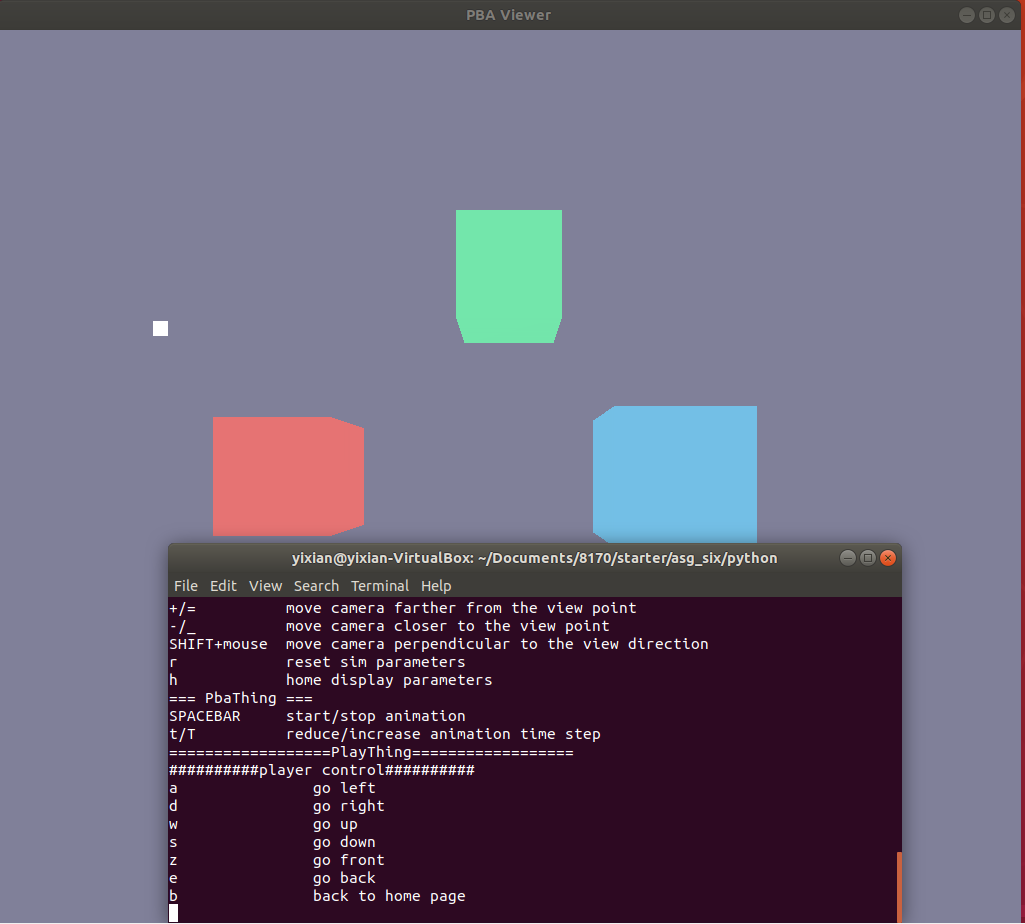 PBA Viewer
yixian@yixian-VirtualBox: ~/Documents/8170/starter/asg_six/python
File Edit View Search Terminal Help
+/= move camera farther from the view point
-/_ move camera closer to the view point
SHIFT+mouse move camera perpendicular to the view direction
r reset sim parameters
h home display parameters
=== PbaThing ===
SPACEBAR start/stop animation
t/T reduce/increase animation time step
==================PlayThing==================
##########player control##########
a go left
d go right
w go up
s go down
z go front
e go back
b back to home page